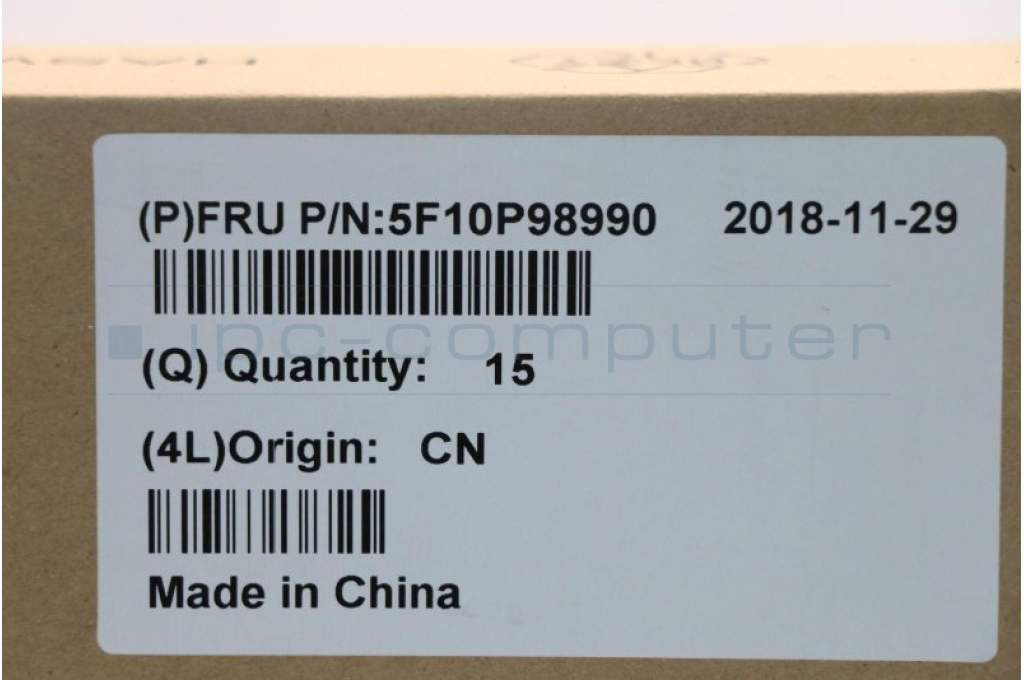 (P)FRU P/N:5F10P98990 2018-11-29
ipc-computer
(Q) Quantity: 15
(4L)Origin: CN
Made in China